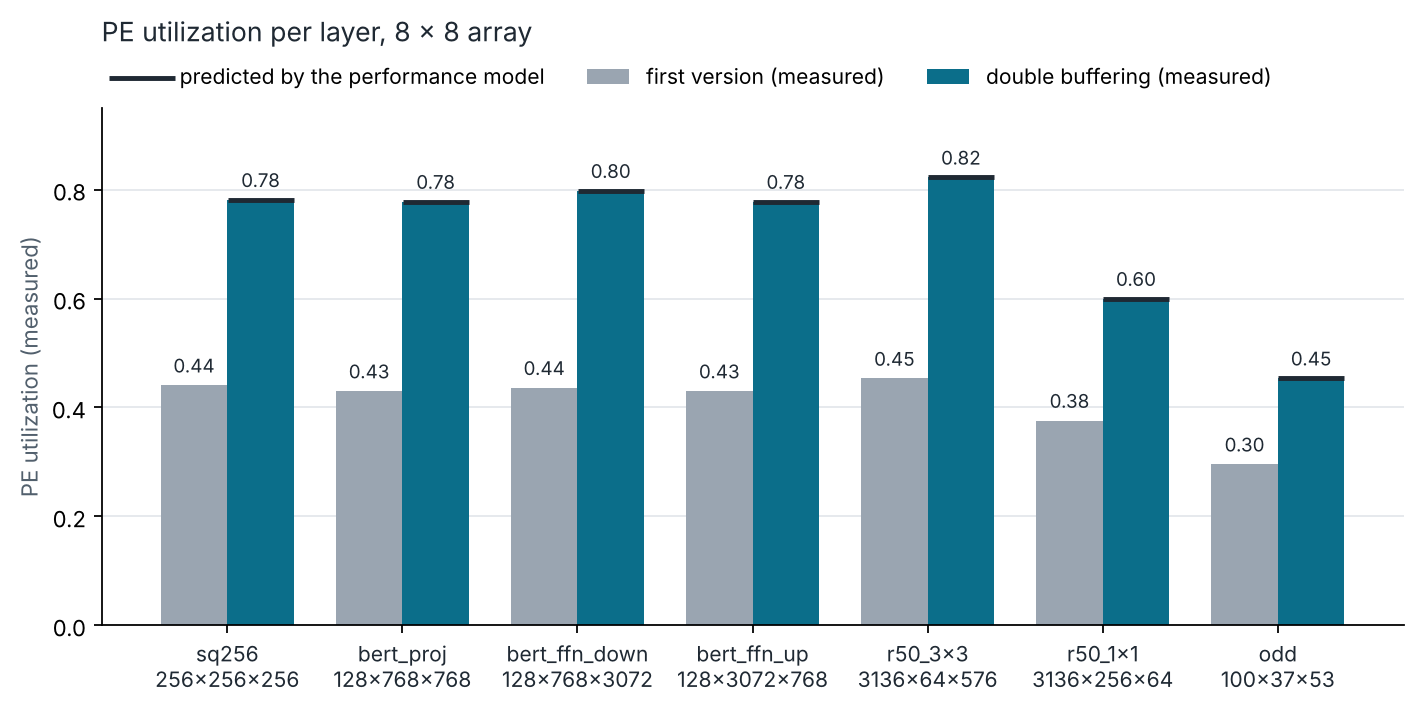 PE utilization per layer, 8 × 8 array
predicted by the performance model first version (measured) double buffering (measured)
PE utilization (measured)
0.8
0.6
0.4
0.2
0.0
0.44 0.78
0.43 0.78
0.44 0.80
0.43 0.78
0.45 0.82
0.38 0.60
0.30 0.45
sq256
256×256×256
bert_proj
128×768×768
bert_ffn_down
128×768×3072
bert_ffn_up
128×3072×768
r50_3×3
3136×64×576
r50_1×1
3136×256×64
odd
100×37×53